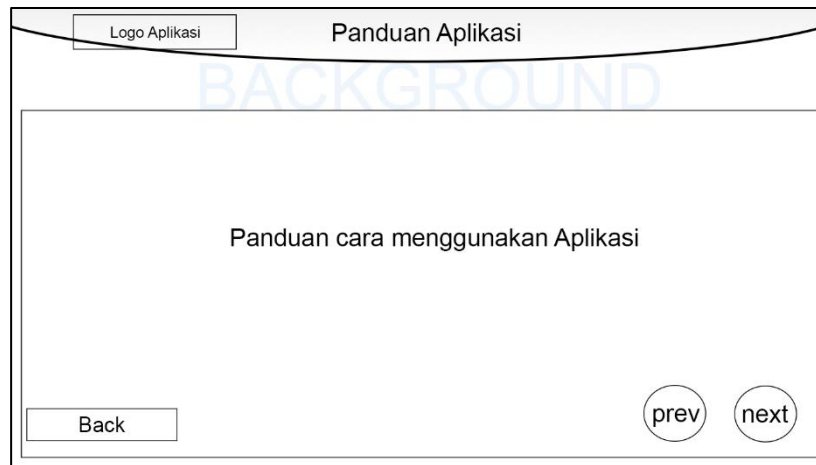 Logo Aplikasi
Panduan Aplikasi
BACKGROUND
Panduan cara menggunakan Aplikasi
Back
prev
next